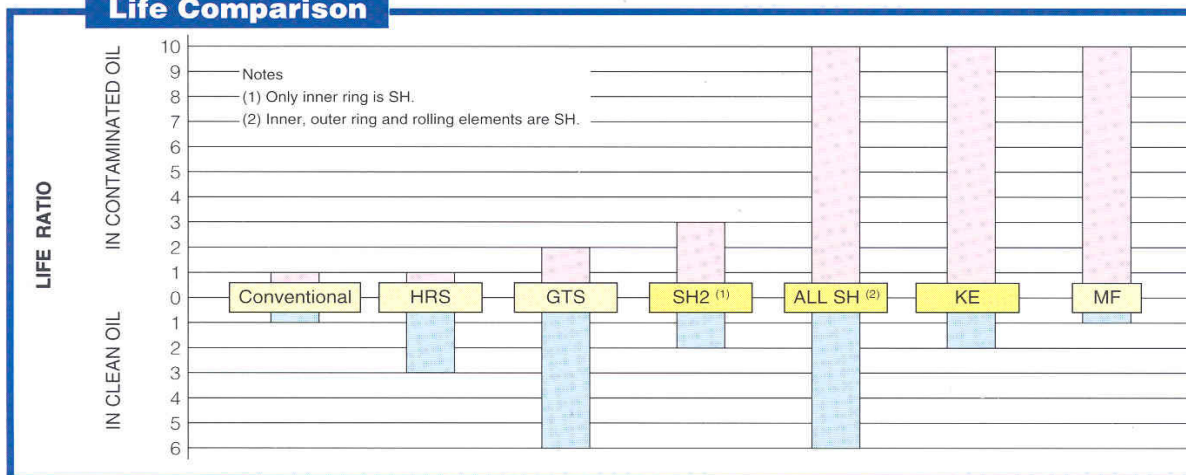 Life Comparison
LIFE RATIO
IN CONTAMINATED OIL
IN CLEAN OIL
10
9
8
7
6
5
4
3
2
1
0
1
2
3
4
5
6
Notes
(1) Only inner ring is SH.
(2) Inner, outer ring and rolling elements are SH.
Conventional
HRS
GTS
SH2 (1)
ALL SH (2)
KE
MF